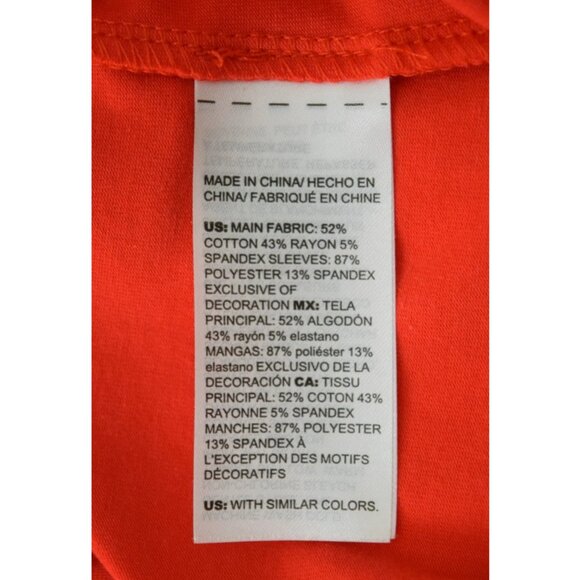 MADE IN CHINA/ HECHO EN
CHINA/ FABRIQUÉ EN CHINE
US: MAIN FABRIC: 52%
COTTON 43% RAYON 5%
SPANDEX SLEEVES: 87%
POLYESTER 13% SPANDEX
EXCLUSIVE OF
DECORATION MX: TELA
PRINCIPAL: 52% ALGODÓN
43% rayón 5% elastano
MANGAS: 87% poliéster 13%
elastano EXCLUSIVO DE LA
DECORACIÓN CA: TISSU
PRINCIPAL: 52% COTON 43%
RAYONNE 5% SPANDEX
MANCHES: 87% POLYESTER
13% SPANDEX À
L'EXCEPTION DES MOTIFS
DÉCORATIFS
US: WITH SIMILAR COLORS.